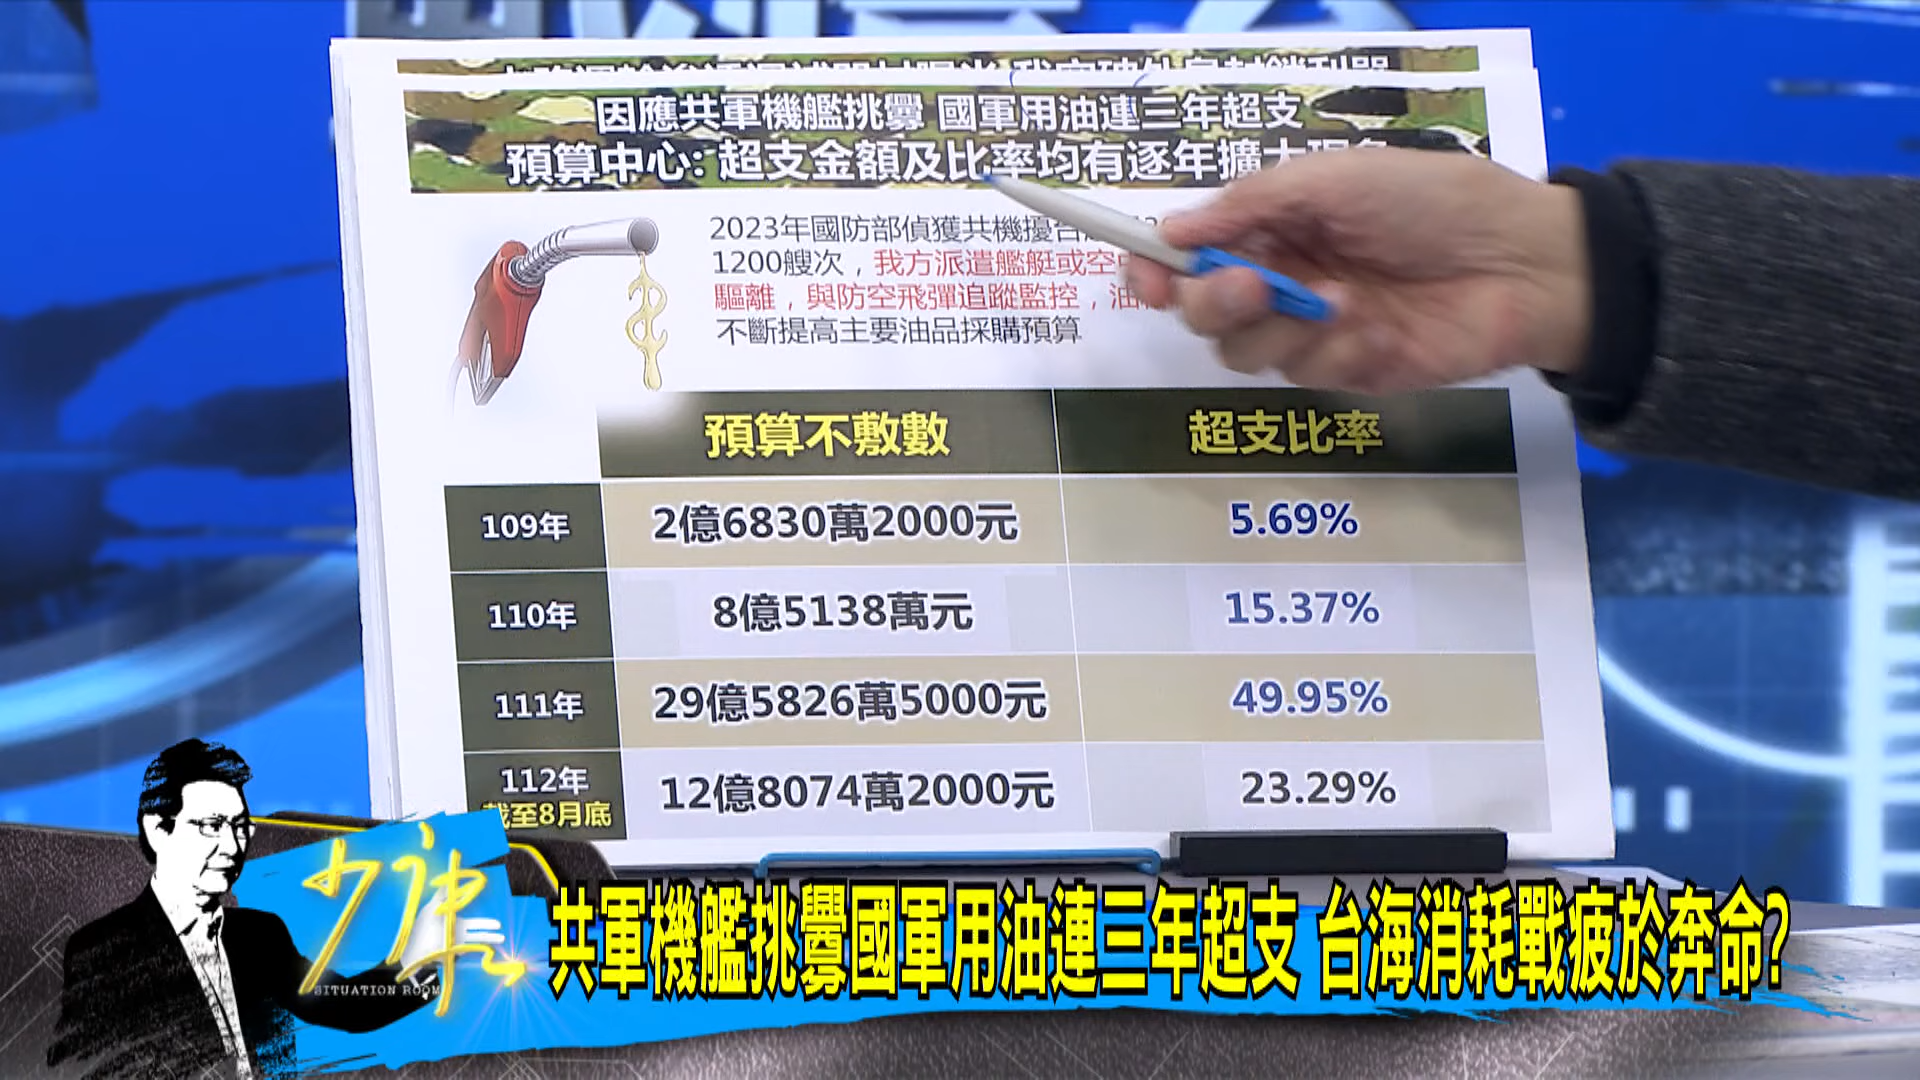 因應共軍機艦挑釁 國軍用油連三年超支
預算中心:超支金額及比率均有逐年擴大
2023年國防部偵獲共機擾台
1200艘次，我方派遣艦艇或空中
驅離，與防空飛彈追蹤監控，油
不斷提高主要油品採購預算
預算不敷數 超支比率
109年 2億6830萬2000元 5.69%
110年 8億5138萬元 15.37%
111年 29億5826萬5000元 49.95%
112年 12億8074萬2000元 23.29%
截至8月底
少康
SITUATION ROOM
共軍機艦挑釁國軍用油連三年超支 台海消耗戰疲於奔命?